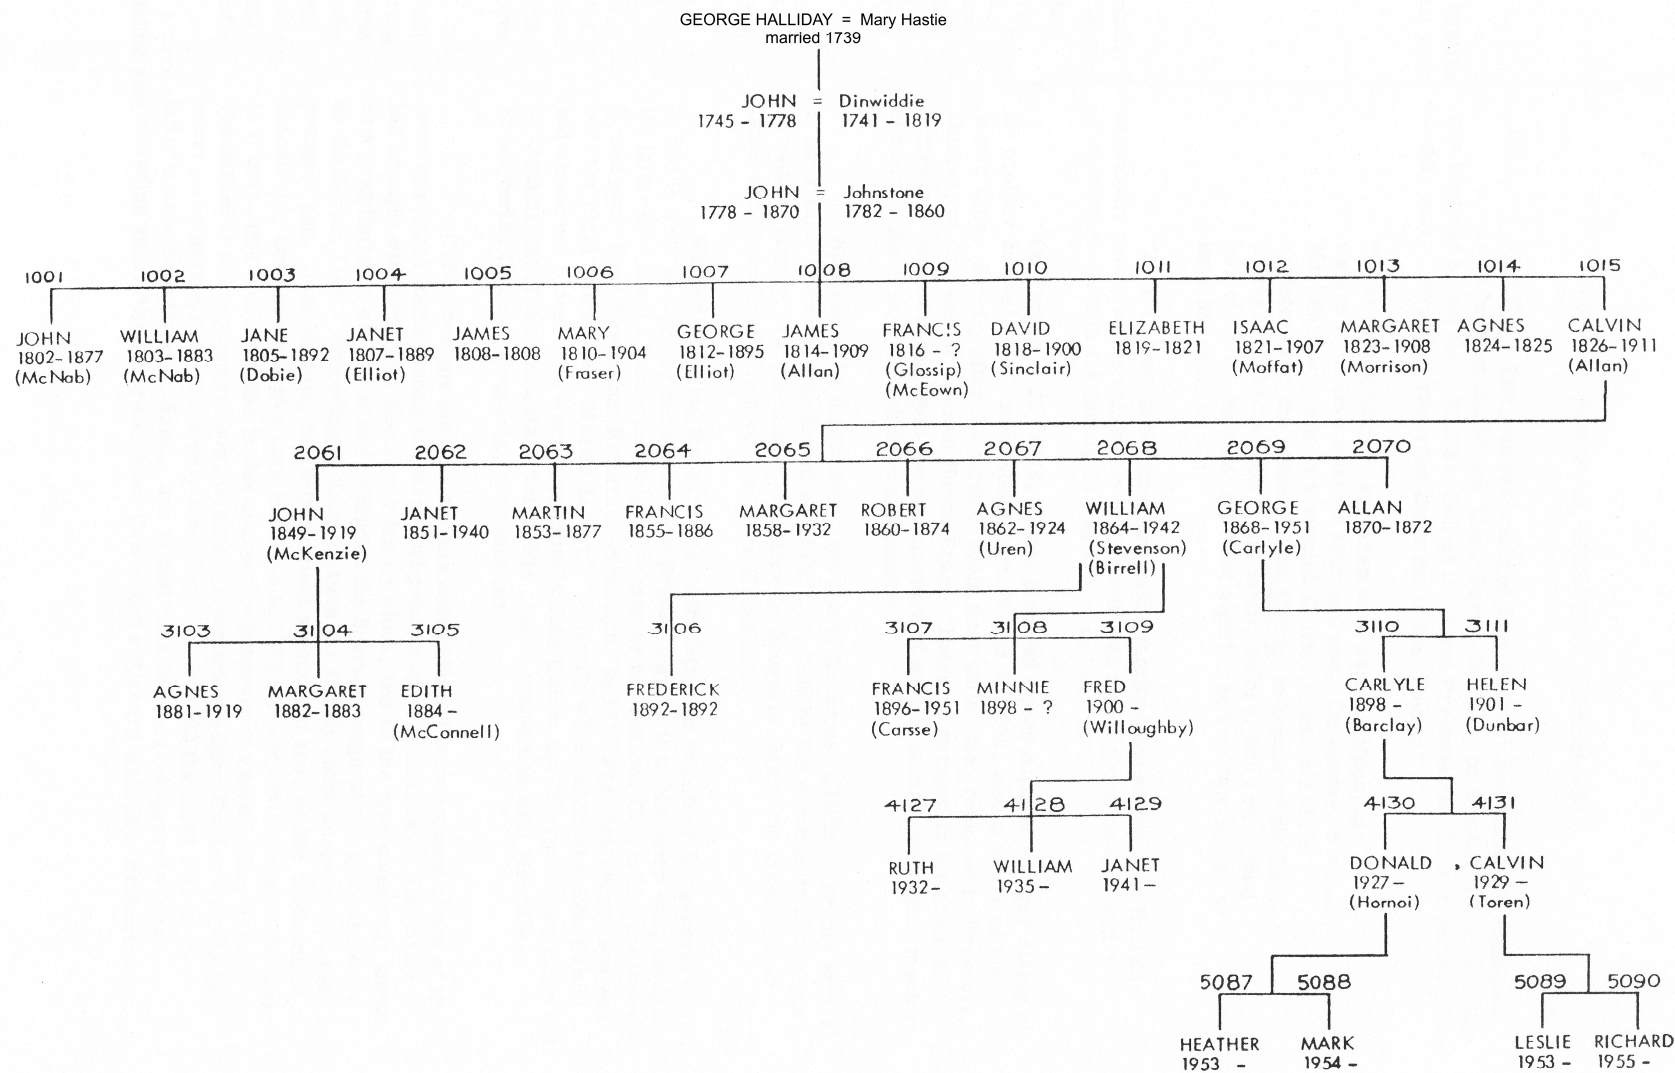 GEORGE HALLIDAY = Mary Hastie
married 1739
JOHN = Dinwiddie
1745 - 1778 1741 - 1819
JOHN = Johnstone
1778 - 1870 1782 - 1860
1001 1002 1003 1004 1005 1006 1007 1008 1009 1010 1011 1012 1013 1014 1015
JOHN WILLIAM JANE JANET JAMES MARY GEORGE JAMES FRANCIS DAVID ELIZABETH ISAAC MARGARET AGNES CALVIN
1802-1877 1803-1883 1805-1892 1807-1889 1808-1808 1810-1904 1812-1895 1814-1909 1816 - ? 1818-1900 1819-1821 1821-1907 1823-1908 1824-1825 1826-1911
(McNab) (McNab) (Dobie) (Elliot) (Fraser) (Elliot) (Allan) (Glossip) (Sinclair) (Moffat) (Morrison) (Allan)
(McEown)
2061 2062 2063 2064 2065 2066 2067 2068 2069 2070
JOHN JANET MARTIN FRANCIS MARGARET ROBERT AGNES WILLIAM GEORGE ALLAN
1849-1919 1851-1940 1853-1877 1855-1886 1858-1932 1860-1874 1862-1924 1864-1942 1868-1951 1870-1872
(McKenzie) (Uren) (Stevenson) (Carlyle)
(Birrell)
3103 3104 3105 3106 3107 3108 3109 3110 3111
AGNES MARGARET EDITH FREDERICK FRANCIS MINNIE FRED CARLYLE HELEN
1881-1919 1882-1883 1884- 1892-1892 1896-1951 1898 - ? 1900 - 1898 - 1901 -
(McConnell) (Carsse) (Willoughby) (Barclay) (Dunbar)
4127 4128 4129 4130 4131
RUTH WILLIAM JANET DONALD CALVIN
1932- 1935- 1941- 1927- 1929 -
(Hornoi) (Toren)
5087 5088 5089 5090
HEATHER MARK LESLIE RICHARD
1953 - 1954 - 1953 - 1955 -